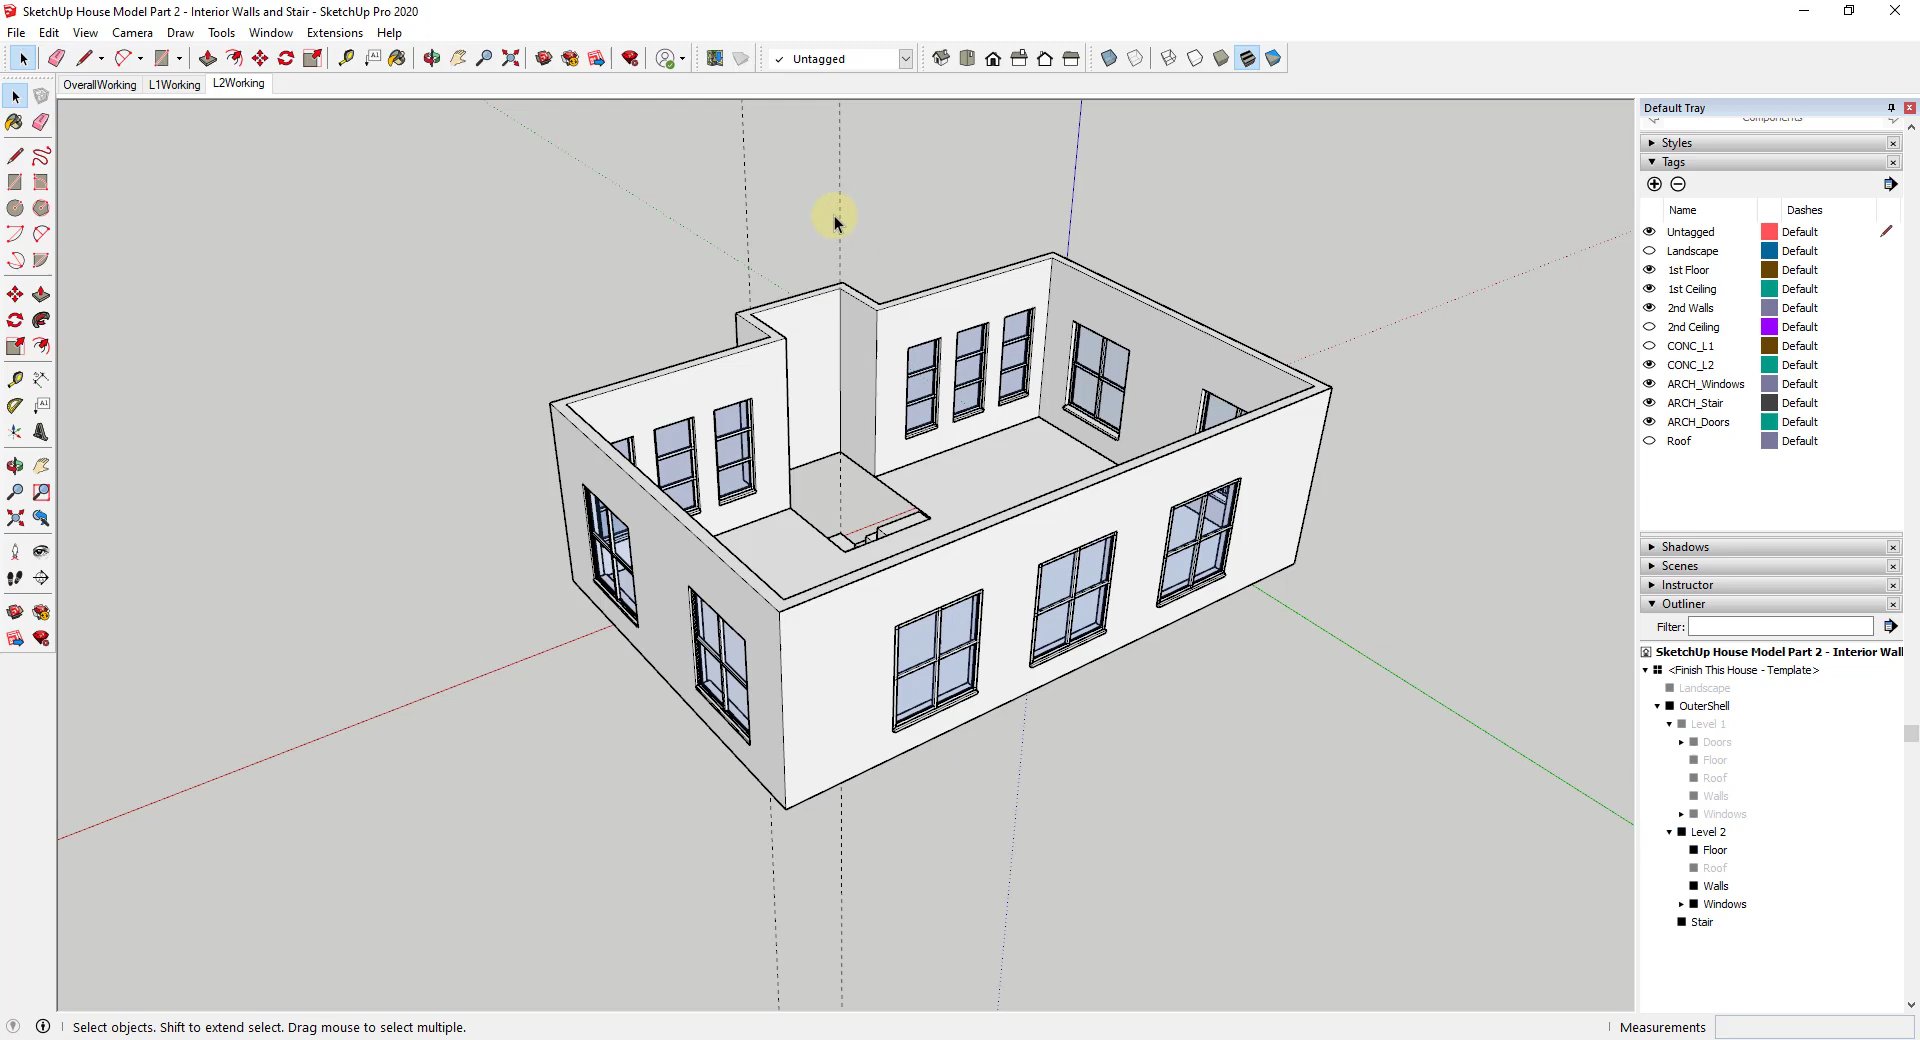 SketchUp House Model Part 2 - Interior Walls and Stair - SketchUp Pro 2020
File Edit View Camera Draw Tools Window Extensions Help
Untagged
OverallWorking L1Working L2Working
Default Tray
Components
Styles
Tags
Name Dashes
Untagged Default
Landscape Default
1st Floor Default
1st Ceiling Default
2nd Walls Default
2nd Ceiling Default
CONC_L1 Default
CONC_L2 Default
ARCH_Windows Default
ARCH_Stair Default
ARCH_Doors Default
Roof Default
Shadows
Scenes
Instructor
Outliner
Filter:
SketchUp House Model Part 2 - Interior Wall
<Finish This House - Template>
Landscape
OuterShell
Level 1
Doors
Floor
Roof
Walls
Windows
Level 2
Floor
Roof
Walls
Windows
Stair
Select objects. Shift to extend select. Drag mouse to select multiple.
Measurements